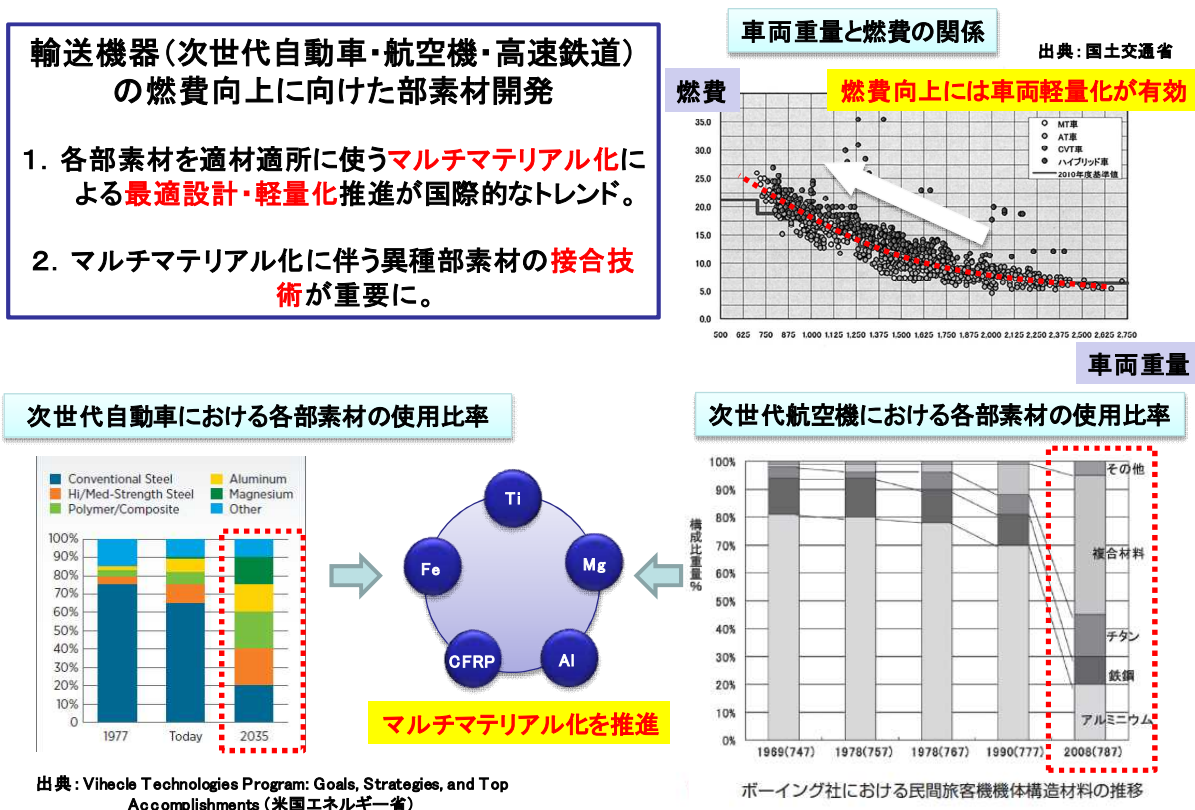 輸送機器（次世代自動車・航空機・高速鉄道）
の燃費向上に向けた部素材開発
１．各部素材を適材適所に使うマルチマテリアル化に
よる最適設計・軽量化推進が国際的なトレンド。
２．マルチマテリアル化に伴う異種部素材の接合技
術が重要に。
車両重量と燃費の関係
出典：国土交通省
燃費
燃費向上には車両軽量化が有効
35.0
30.0
25.0
20.0
15.0
10.0
5.0
0.0
MT車
AT車
CVT車
ハイブリッド車
2010年度基準値
500 625 750 875 1,000 1,125 1,250 1,375 1,500 1,625 1,750 1,875 2,000 2,125 2,250 2,375 2,500 2,625 2,750
車両重量
次世代自動車における各部素材の使用比率
Conventional Steel
Hi/Med-Strength Steel
Polymer/Composite
Aluminum
Magnesium
Other
100%
90%
80%
70%
60%
50%
40%
30%
20%
10%
0
1977 Today 2035
出典：Vihecle Technologies Program: Goals, Strategies, and Top
Accomplishments（米国エネルギー省）
Ti
Fe
Mg
CFRP
Al
マルチマテリアル化を推進
次世代航空機における各部素材の使用比率
構成比重量％
100%
90%
80%
70%
60%
50%
40%
30%
20%
10%
0%
その他
複合材料
チタン
鉄鋼
アルミニウム
1969(747) 1978(757) 1978(767) 1990(777) 2008(787)
ボーイング社における民間旅客機機体構造材料の推移